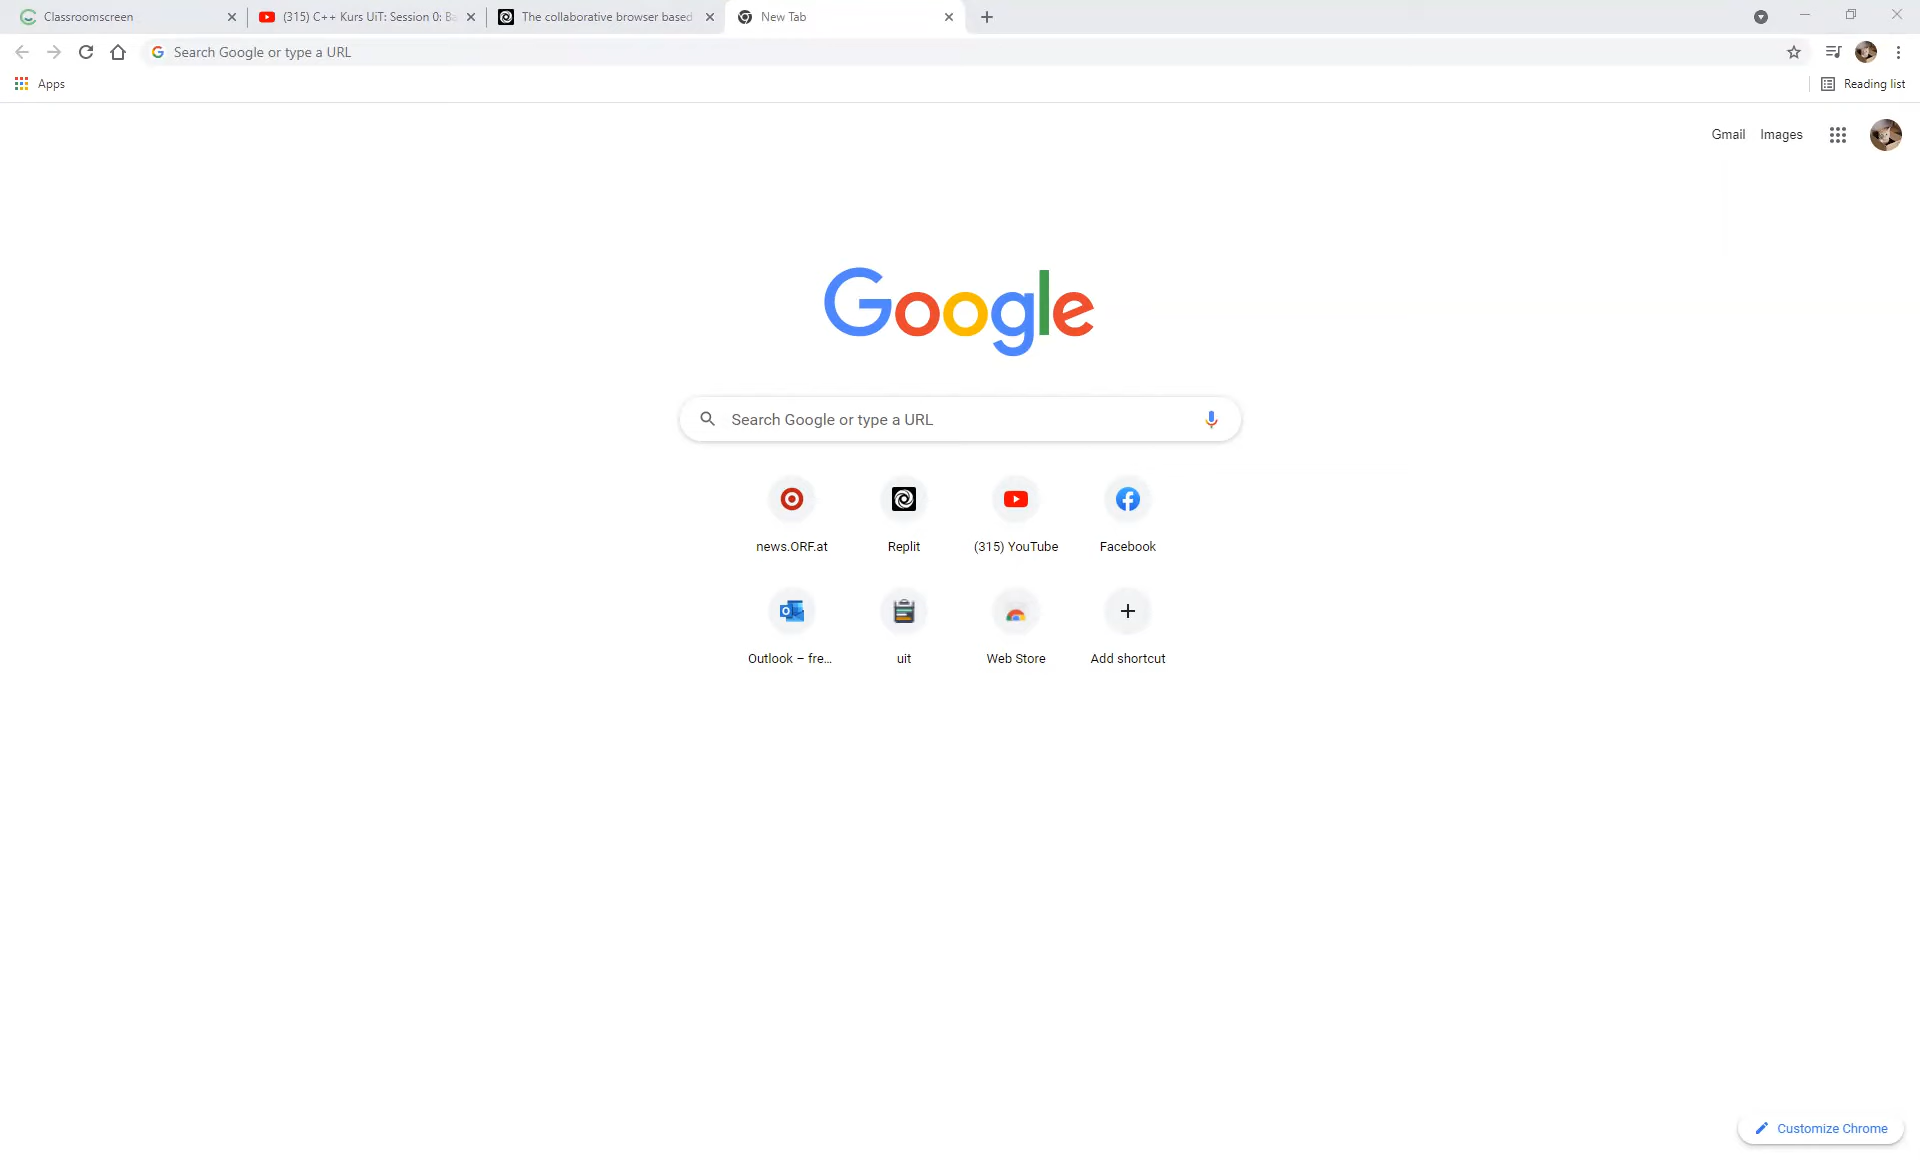 Classroomscreen
(315) C++ Kurs UiT: Session 0: Ba
The collaborative browser based
New Tab
Search Google or type a URL
Apps
Reading list
Gmail
Images
Google
Search Google or type a URL
news.ORF.at
Replit
(315) YouTube
Facebook
Outlook – fre...
uit
Web Store
Add shortcut
Customize Chrome